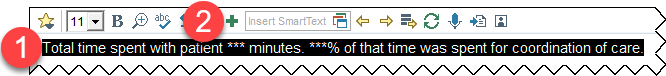 11 B abc 2 Insert SmartText
1 Total time spent with patient *** minutes. ***% of that time was spent for coordination of care.